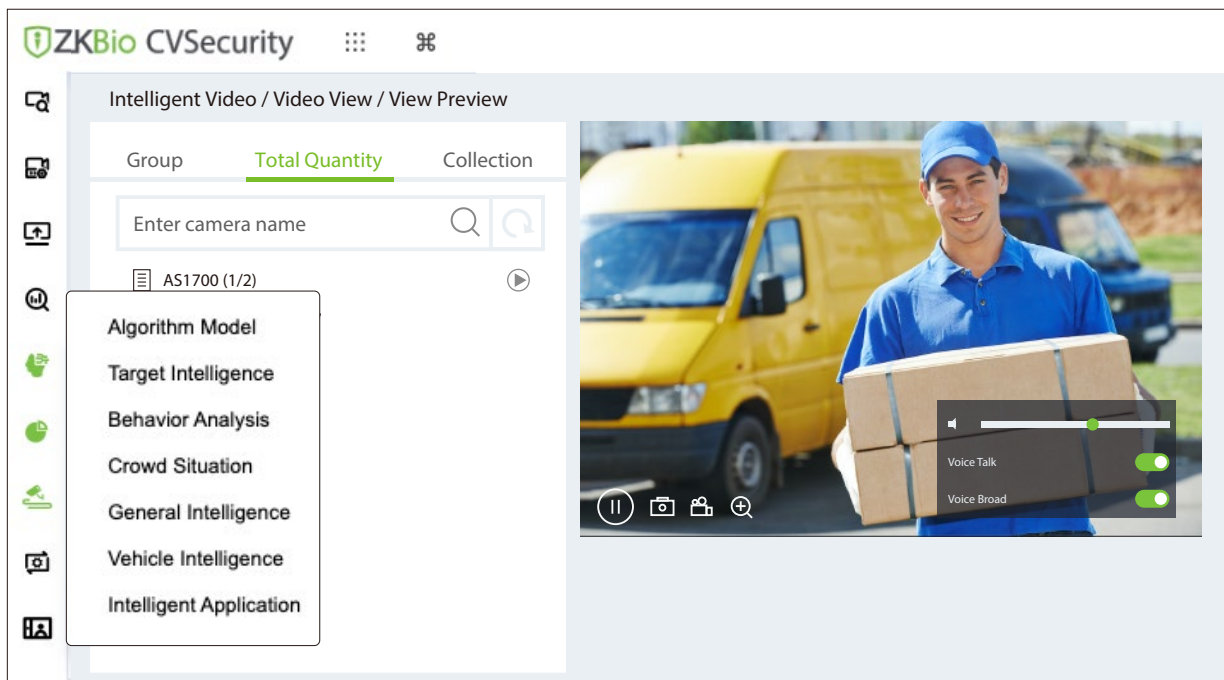 ZKBio CVSecurity
Intelligent Video / Video View / View Preview
Group Total Quantity Collection
Enter camera name
AS1700 (1/2)
Algorithm Model
Target Intelligence
Behavior Analysis
Crowd Situation
General Intelligence
Vehicle Intelligence
Intelligent Application
Voice Talk
Voice Broad